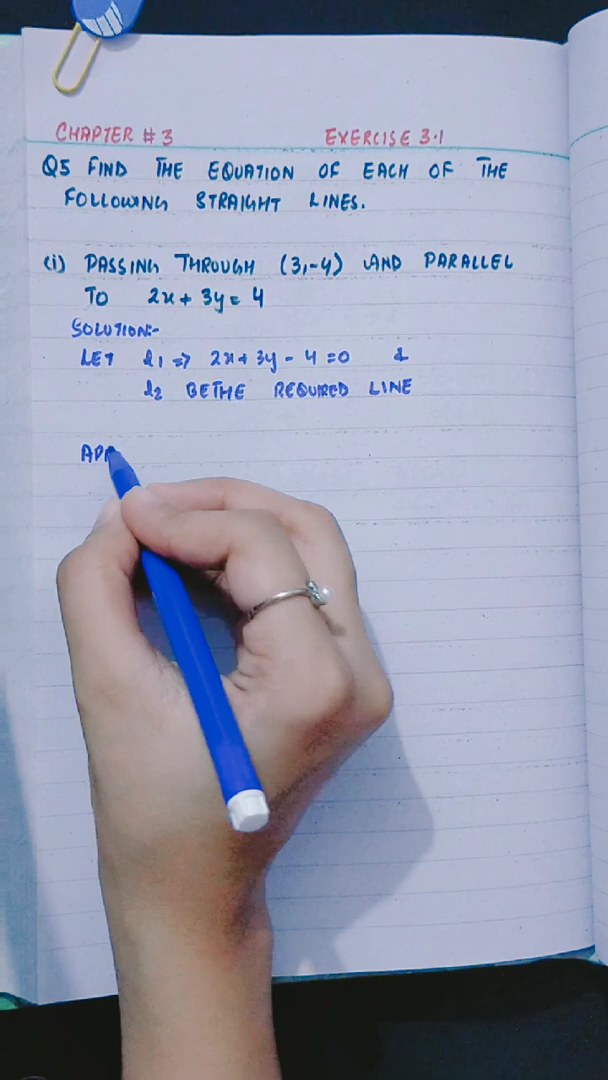 CHAPTER # 3 EXERCISE 3.1
Q5 FIND THE EQUATION OF EACH OF THE
FOLLOWING STRAIGHT LINES.
(i) PASSING THROUGH (3,-4) AND PARALLEL
TO 2x + 3y = 4
SOLUTION:-
LET l1 => 2x + 3y - 4 = 0 &
l2 BE THE REQUIRED LINE